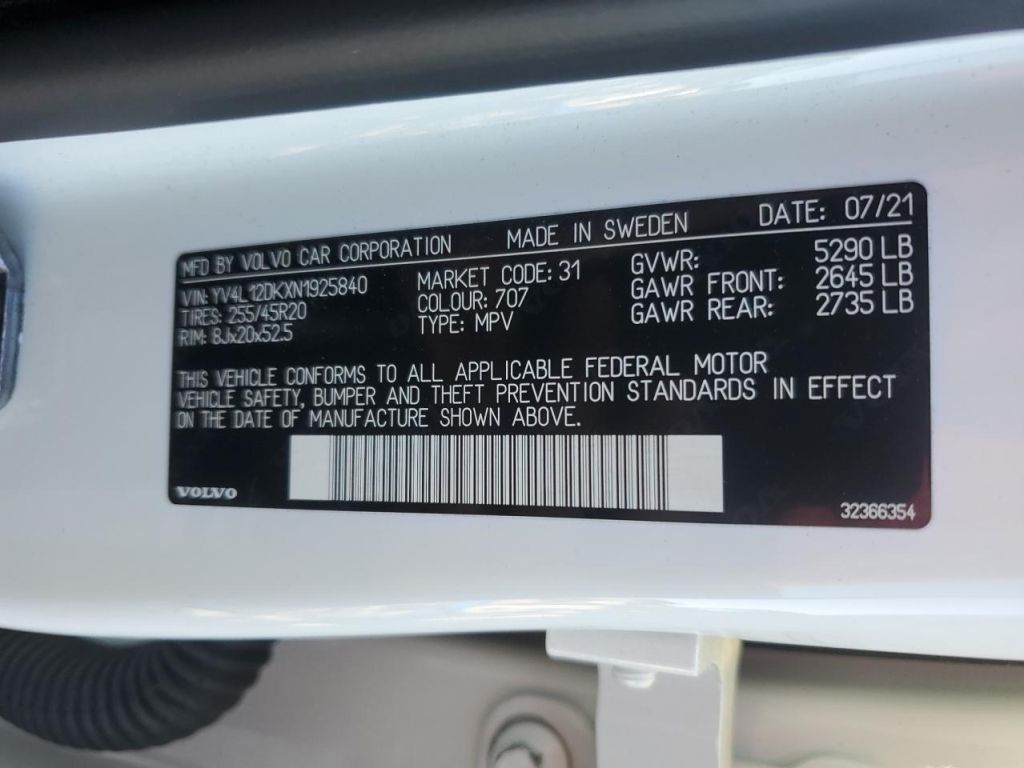 MFD BY VOLVO CAR CORPORATION MADE IN SWEDEN DATE: 07/21
VIN: YV4L12DKXN1925840 MARKET CODE: 31 GVWR: 5290 LB
TIRES: 255/45R20 COLOUR: 707 GAWR FRONT: 2645 LB
RIM: 8Jx20x52.5 TYPE: MPV GAWR REAR: 2735 LB
THIS VEHICLE CONFORMS TO ALL APPLICABLE FEDERAL MOTOR
VEHICLE SAFETY, BUMPER AND THEFT PREVENTION STANDARDS IN EFFECT
ON THE DATE OF MANUFACTURE SHOWN ABOVE.
VOLVO
32366354